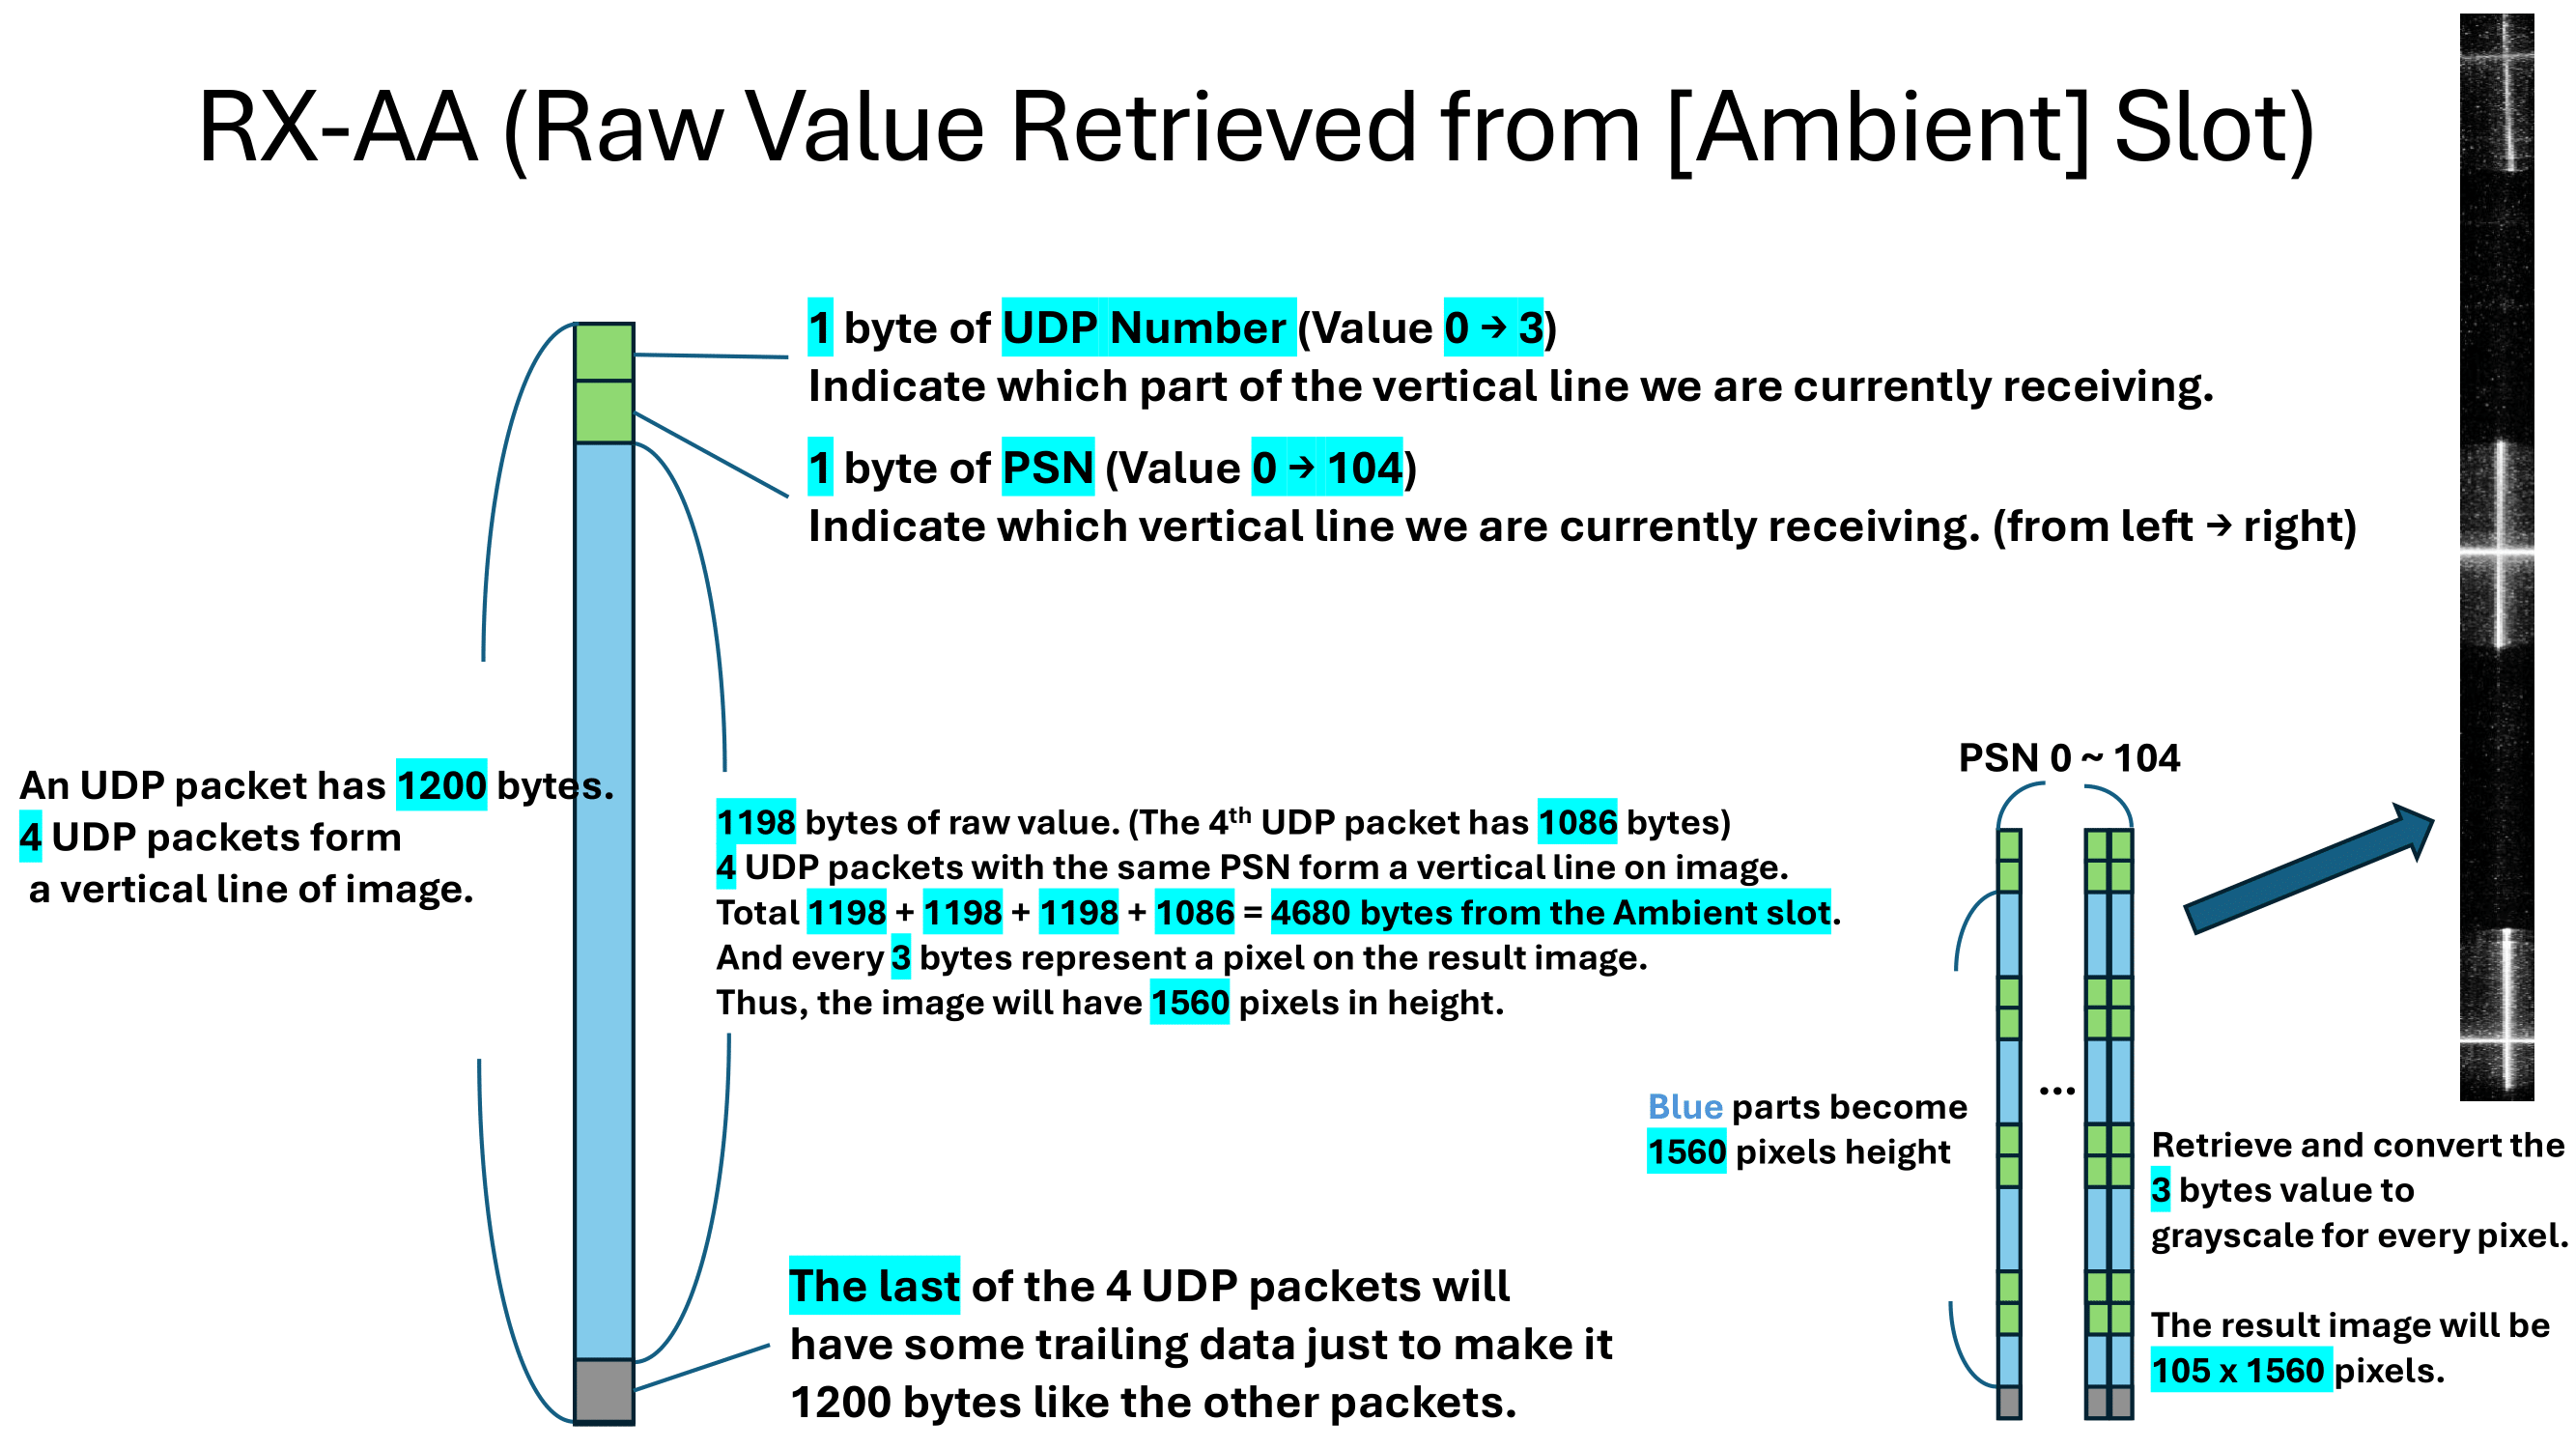 RX-AA (Raw Value Retrieved from [Ambient] Slot)
1 byte of UDP Number (Value 0 → 3)
Indicate which part of the vertical line we are currently receiving.
1 byte of PSN (Value 0 → 104)
Indicate which vertical line we are currently receiving. (from left → right)
An UDP packet has 1200 bytes.
4 UDP packets form
a vertical line of image.
1198 bytes of raw value. (The 4th UDP packet has 1086 bytes)
4 UDP packets with the same PSN form a vertical line on image.
Total 1198 + 1198 + 1198 + 1086 = 4680 bytes from the Ambient slot.
And every 3 bytes represent a pixel on the result image.
Thus, the image will have 1560 pixels in height.
The last of the 4 UDP packets will
have some trailing data just to make it
1200 bytes like the other packets.
PSN 0 ~ 104
...
Blue parts become
1560 pixels height
Retrieve and convert the
3 bytes value to
grayscale for every pixel.
The result image will be
105 x 1560 pixels.